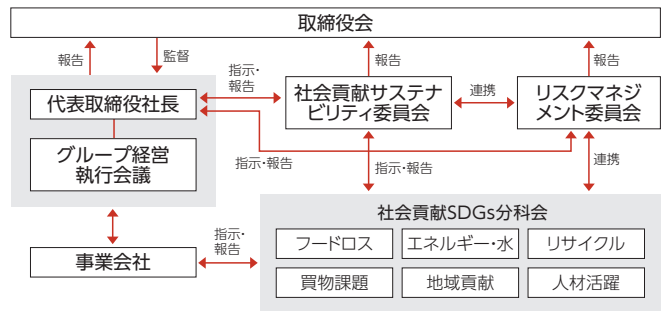 取締役会
報告
監督
報告
報告
指示・
報告
代表取締役社長
社会貢献サステナ
ビリティ委員会
連携
リスクマネジ
メント委員会
グループ経営
執行会議
指示・報告
指示・報告
連携
社会貢献SDGs分科会
指示・
報告
事業会社
フードロス
エネルギー・水
リサイクル
買物課題
地域貢献
人材活躍